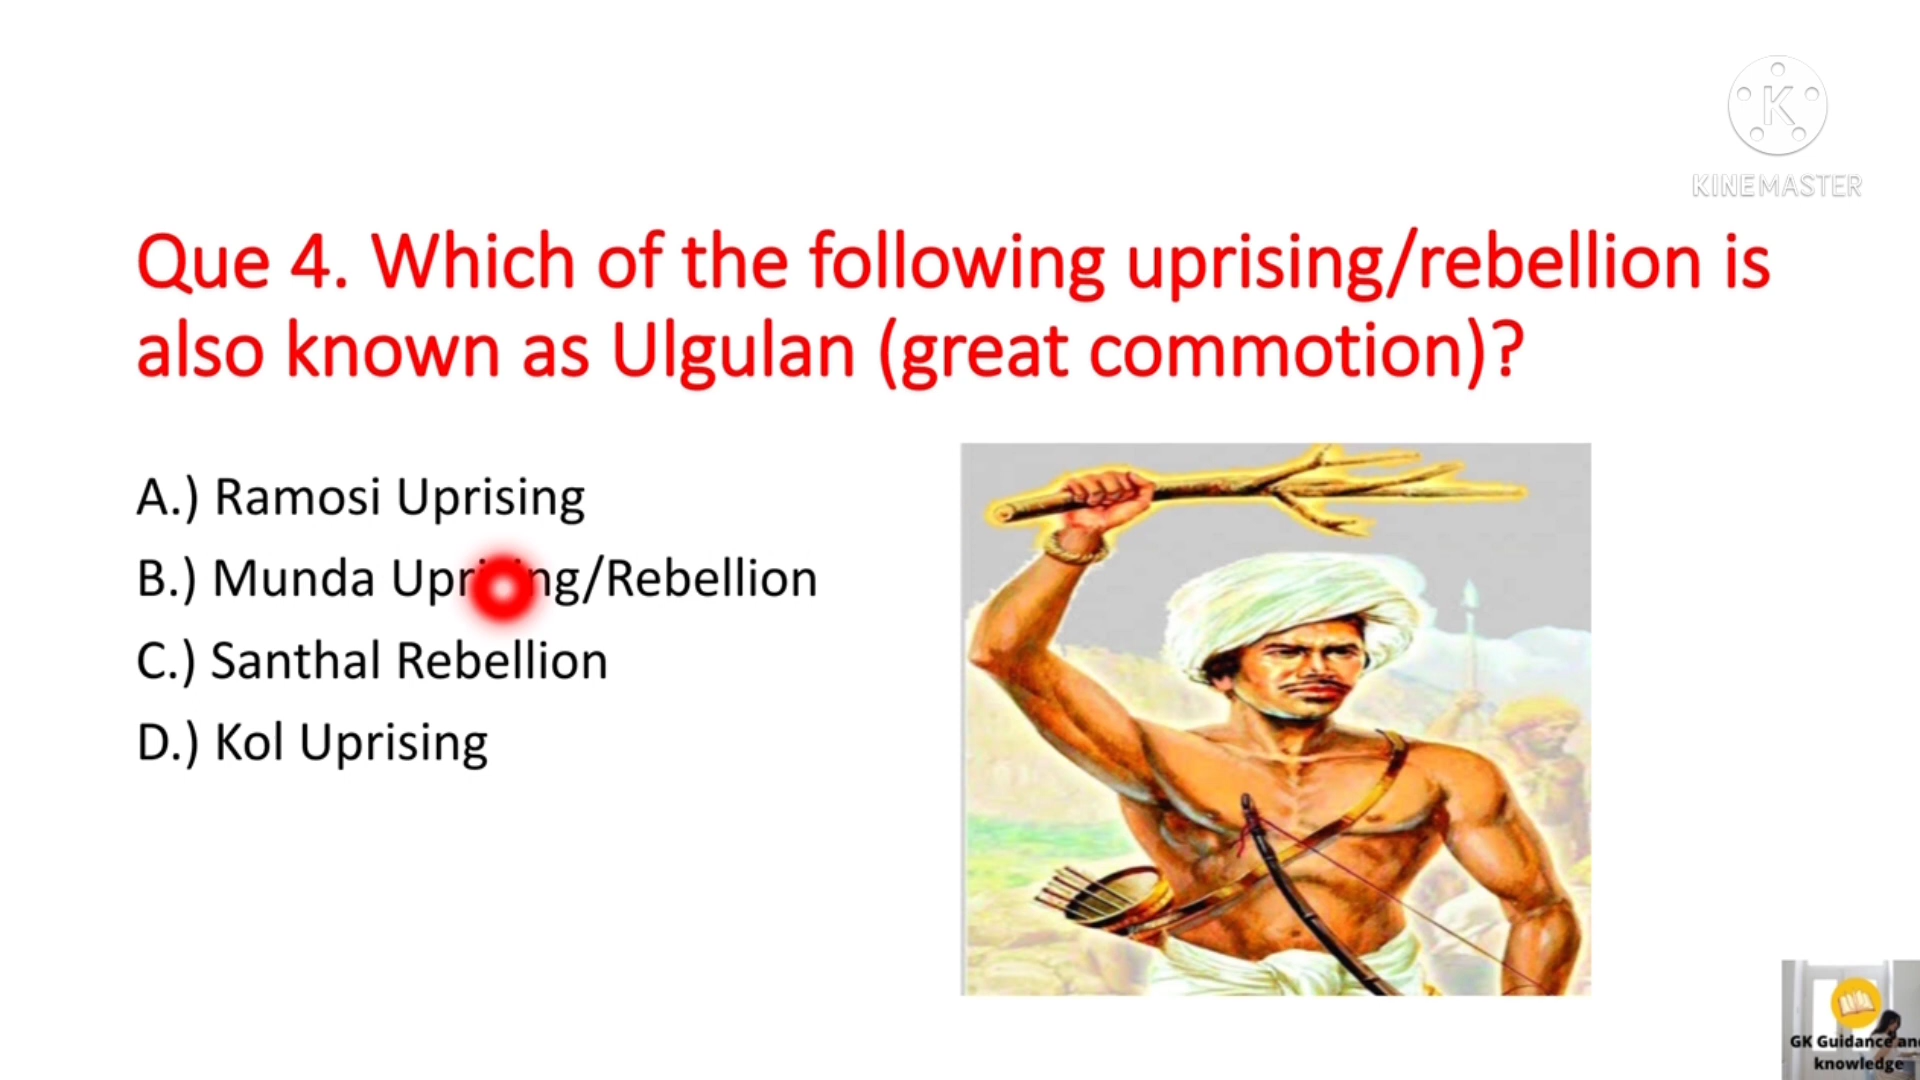 K
KINEMASTER
Que 4. Which of the following uprising/rebellion is
also known as Ulgulan (great commotion)?
A.) Ramosi Uprising
B.) Munda Uprising/Rebellion
C.) Santhal Rebellion
D.) Kol Uprising
GK Guidance an
knowledge